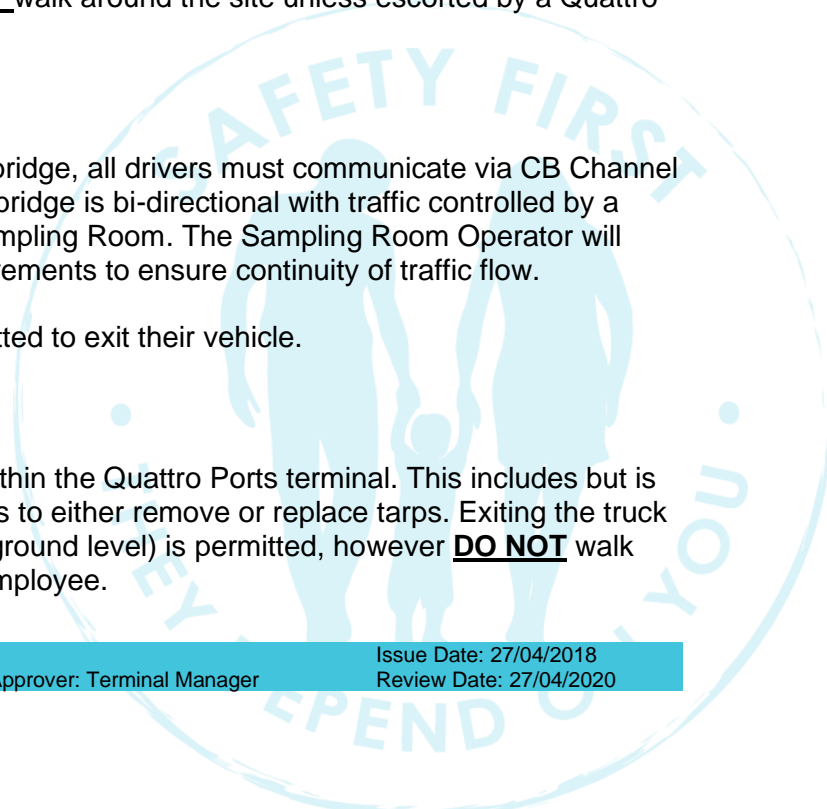 walk around the site unless escorted by a Quattro
SAFETY FIRST
bridge, all drivers must communicate via CB Channel
bridge is bi-directional with traffic controlled by a
mpling Room. The Sampling Room Operator will
ements to ensure continuity of traffic flow.
tted to exit their vehicle.
thin the Quattro Ports terminal. This includes but is
s to either remove or replace tarps. Exiting the truck
ground level) is permitted, however DO NOT walk
mployee.
Issue Date: 27/04/2018
Approver: Terminal Manager Review Date: 27/04/2020
• THEY DEPEND ON YOU •